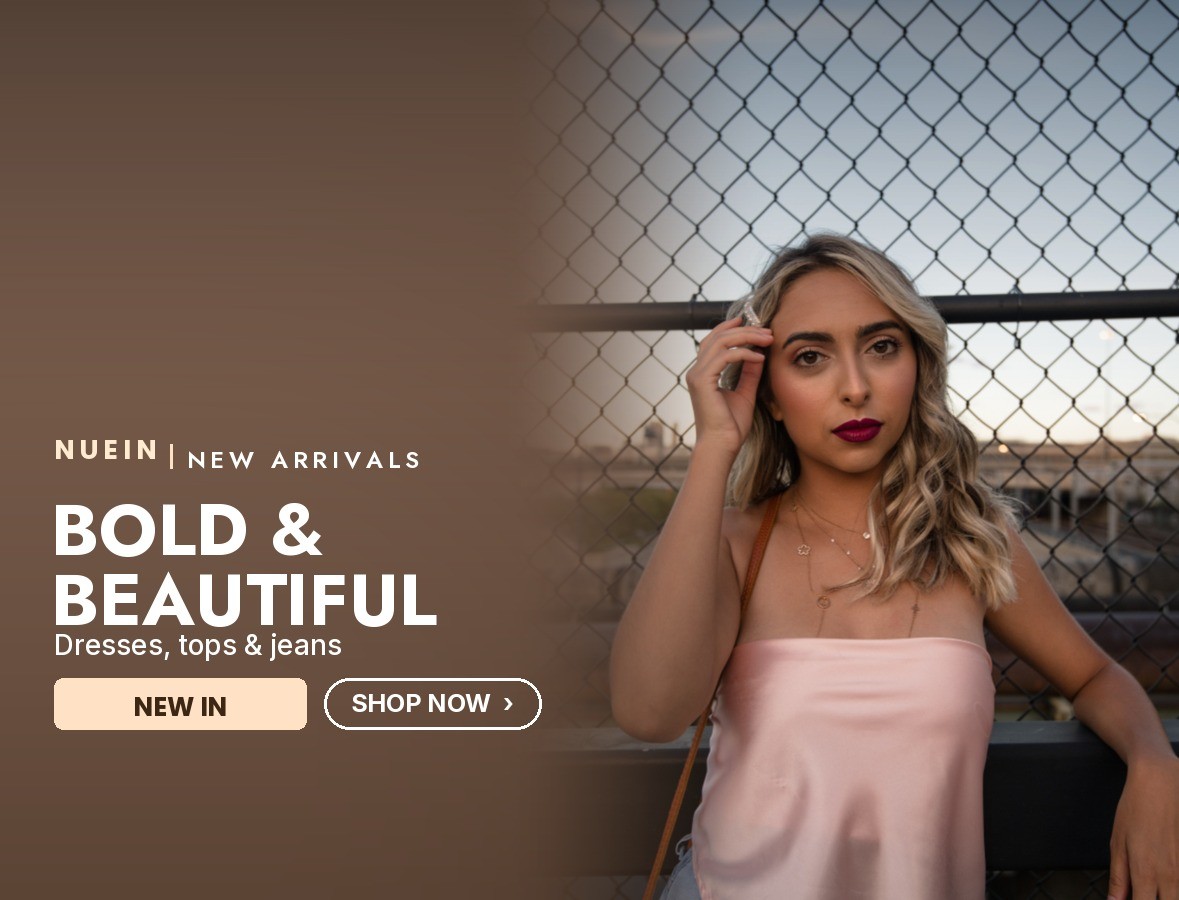 NUEIN | NEW ARRIVALS
BOLD &
BEAUTIFUL
Dresses, tops & jeans
NEW IN
SHOP NOW ›